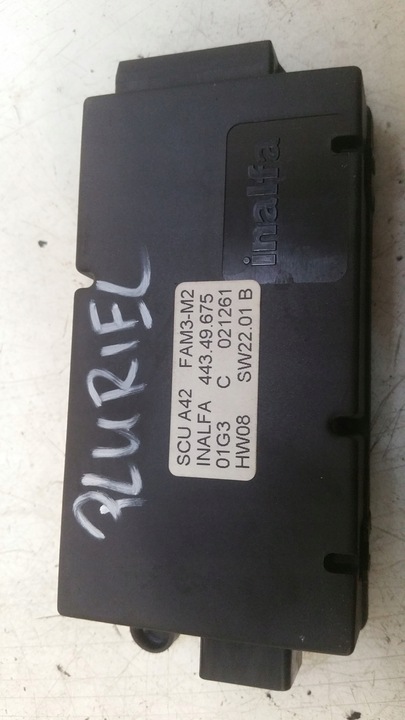 inalfa
PLURIEL
SCU A42 FAM3-M2
INALFA 443.49.675
01G3 C 021261
HW08 SW22.01 B